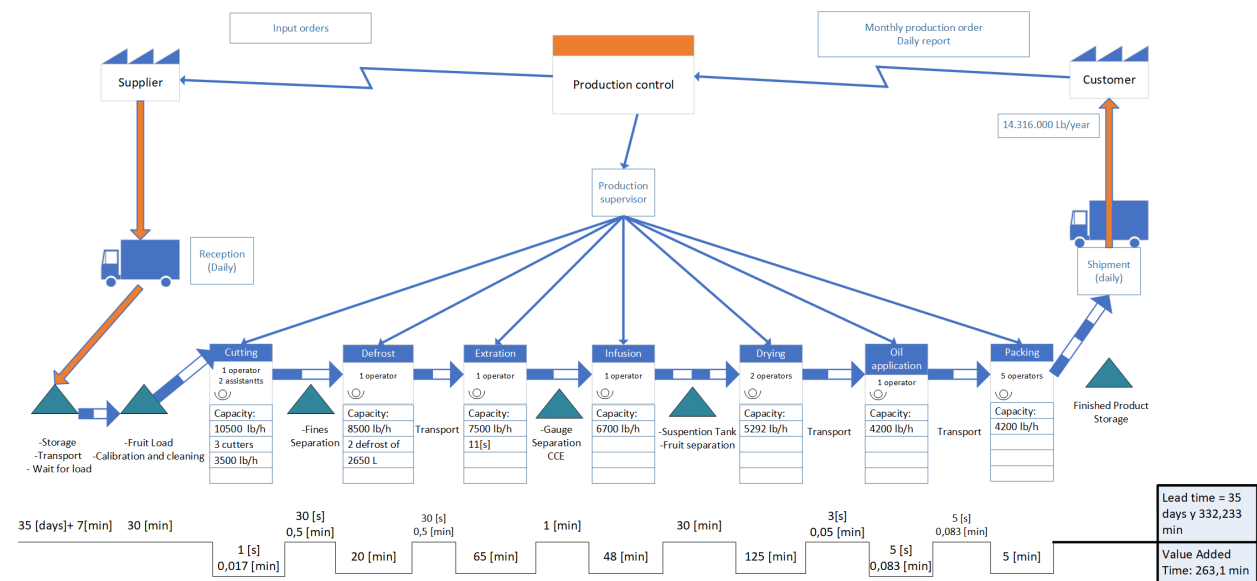 Input orders
Monthly production order
Daily report
Supplier
Production control
Customer
14.316.000 Lb/year
Production
supervisor
Reception
(Daily)
Shipment
(daily)
Cutting
1 operator
2 assistantts
Capacity:
10500 lb/h
3 cutters
3500 lb/h
Defrost
1 operator
Capacity:
8500 lb/h
2 defrost of
2650 L
Extration
1 operator
Capacity:
7500 lb/h
11[s]
Infusion
1 operator
Capacity:
6700 lb/h
Drying
2 operators
Capacity:
5292 lb/h
Oil
application
1 operator
Capacity:
4200 lb/h
Packing
5 operators
Capacity:
4200 lb/h
-Storage
-Transport
- Wait for load
-Fruit Load
-Calibration and cleaning
-Fines
Separation
Transport
-Gauge
Separation
CCE
-Suspention Tank
-Fruit separation
Transport
Transport
Finished Product
Storage
35 [days]+ 7[min]
30 [min]
30 [s]
0,5 [min]
30 [s]
0,5 [min]
1 [min]
30 [min]
3[s]
0,05 [min]
5 [s]
0,083 [min]
1 [s]
0,017 [min]
20 [min]
65 [min]
48 [min]
125 [min]
5 [s]
0,083 [min]
5 [min]
Lead time = 35
days y 332,233
min
Value Added
Time: 263,1 min